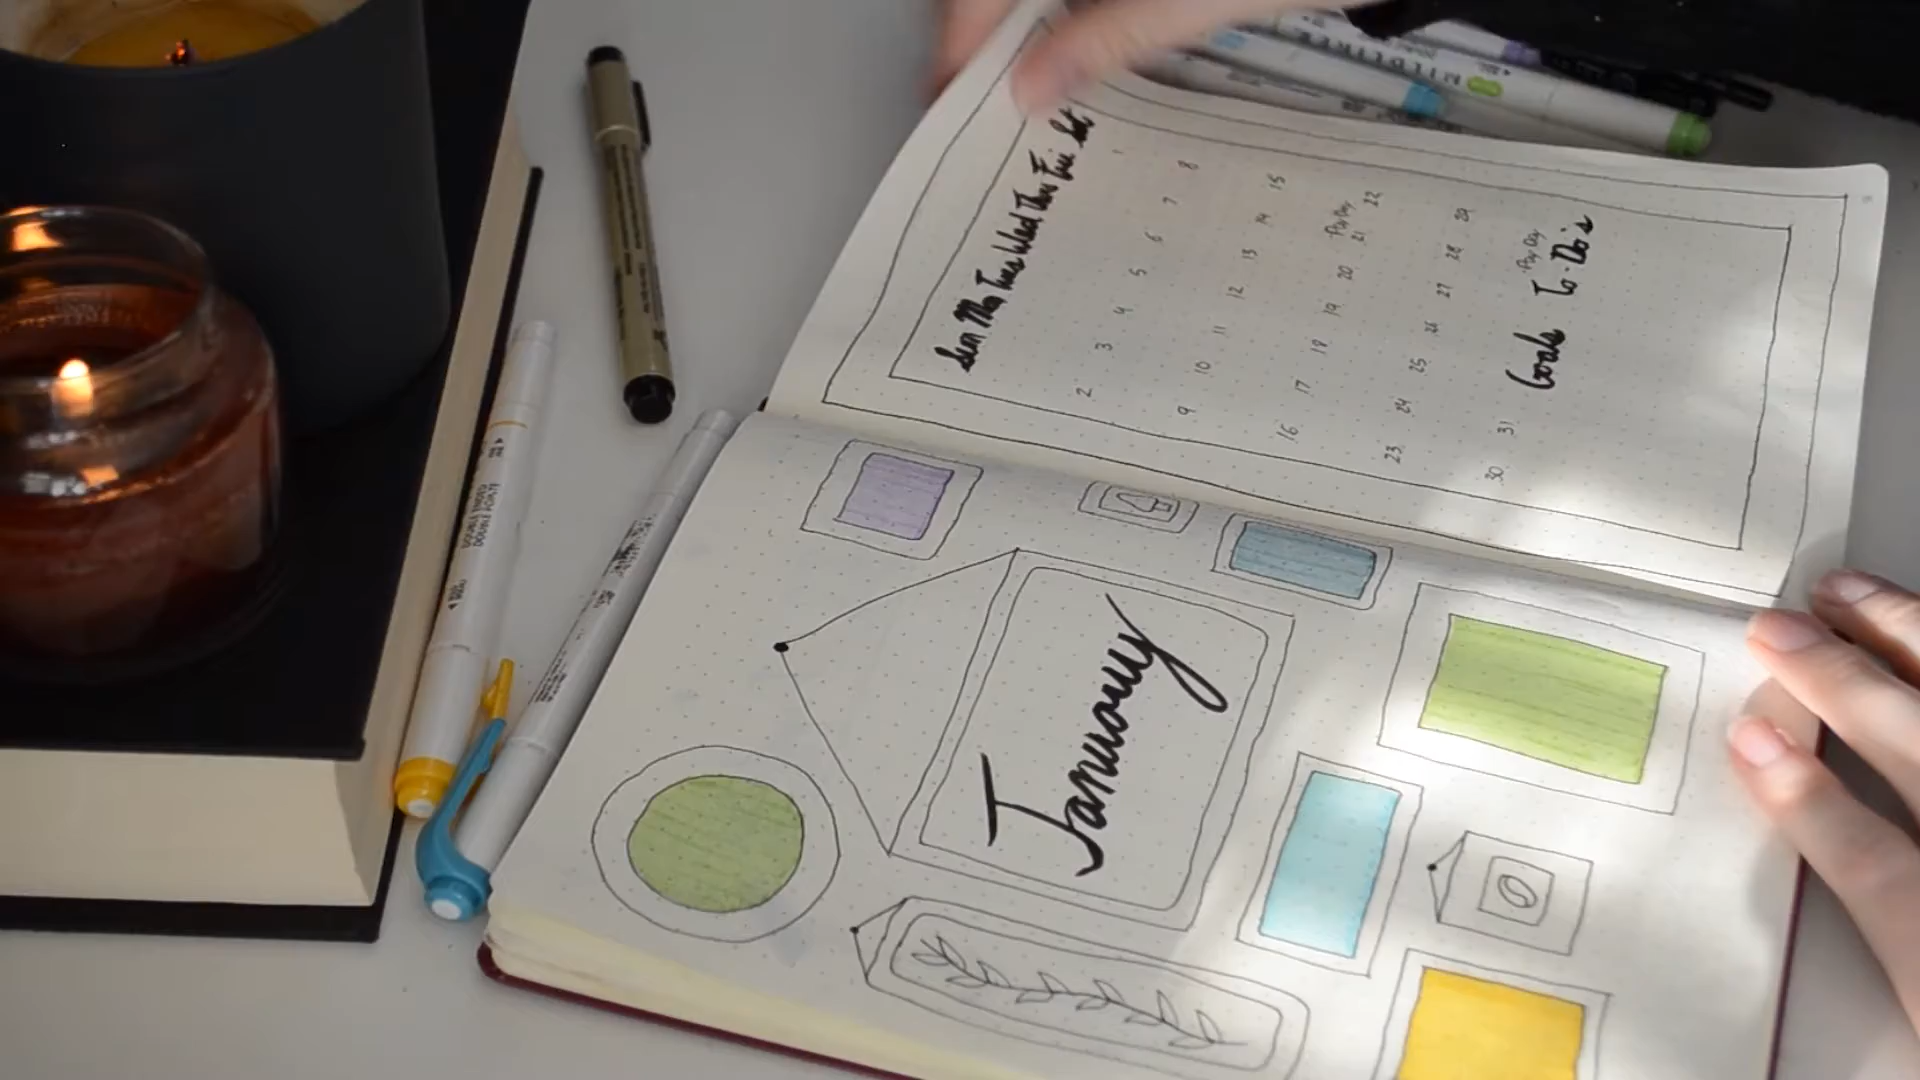 January
Sun Mon Tues Wed Thu Fri Sat
1
2 3 4 5 6 7 8
9 10 11 12 13 14 15
16 17 18 19 20 21 22
·Pay Day
23 24 25 26 27 28 29
·Pay Day
30 31
Goals To-Do's
MILDLINER